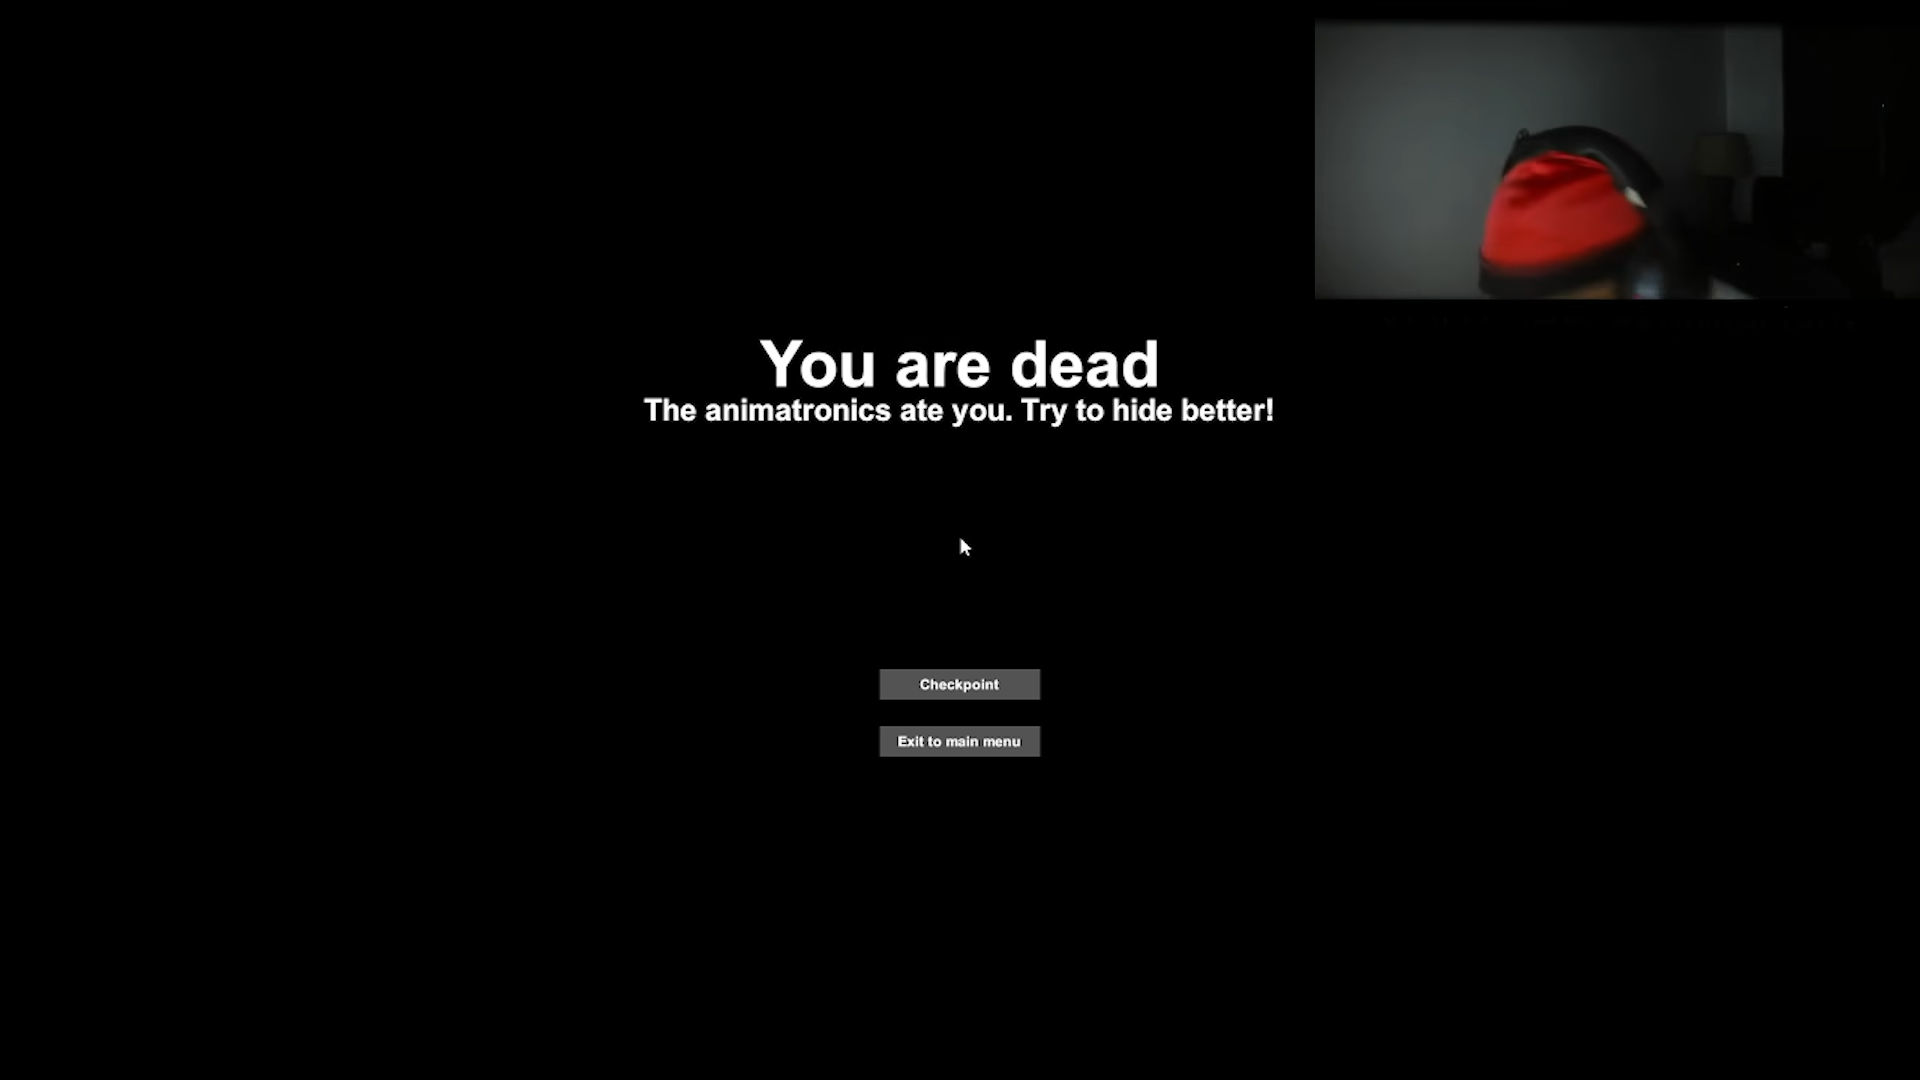 You are dead
The animatronics ate you. Try to hide better!
Checkpoint
Exit to main menu